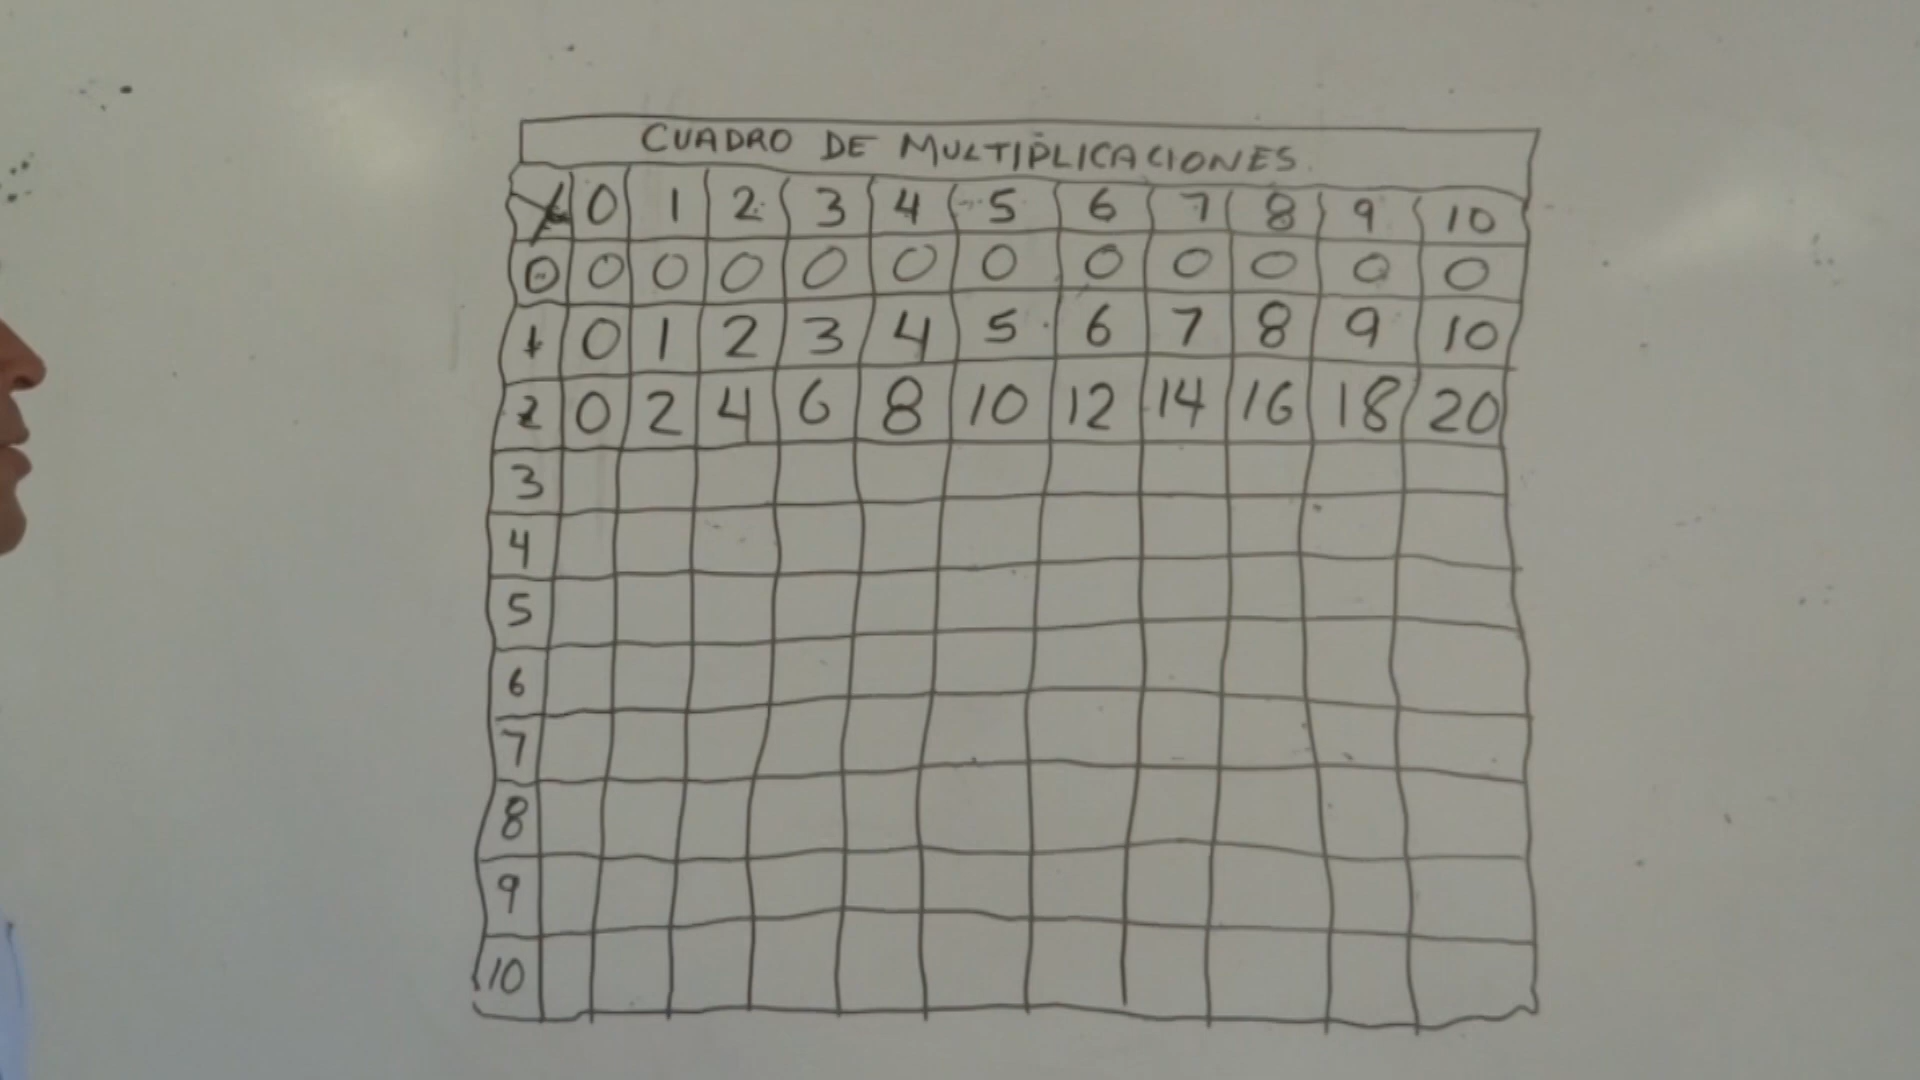 CUADRO DE MULTIPLICACIONES.
X 0 1 2 3 4 5 6 7 8 9 10
0 0 0 0 0 0 0 0 0 0 0 0
1 0 1 2 3 4 5 6 7 8 9 10
2 0 2 4 6 8 10 12 14 16 18 20
3
4
5
6
7
8
9
10